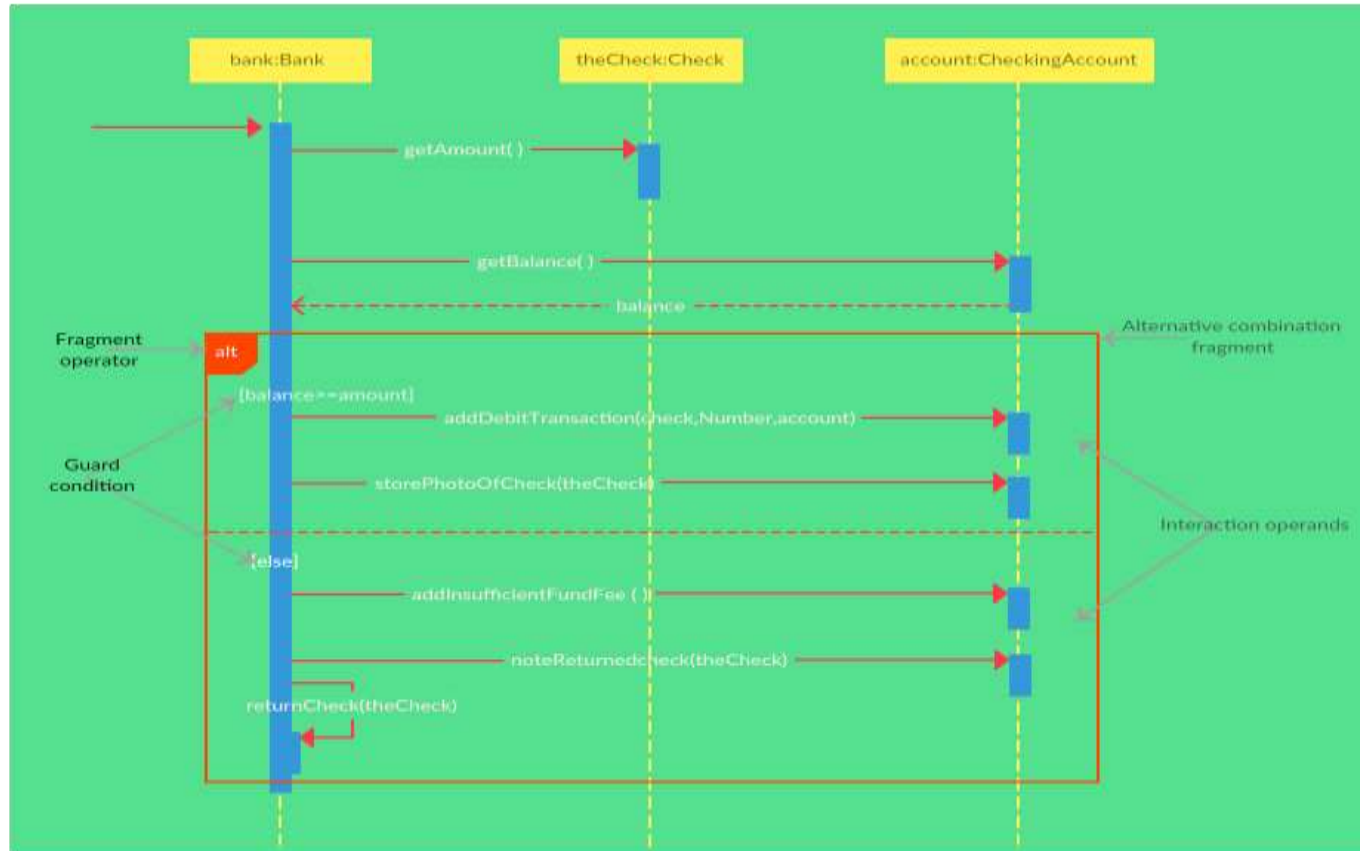 bank:Bank
theCheck:Check
account:CheckingAccount
getAmount( )
getBalance( )
balance
Fragment
operator
alt
Alternative combination
fragment
[balance>=amount]
addDebitTransaction(check,Number,account)
Guard
condition
storePhotoOfCheck(theCheck)
Interaction operands
[else]
addInsufficientFundFee ( )
noteReturnedcheck(theCheck)
returnCheck(theCheck)